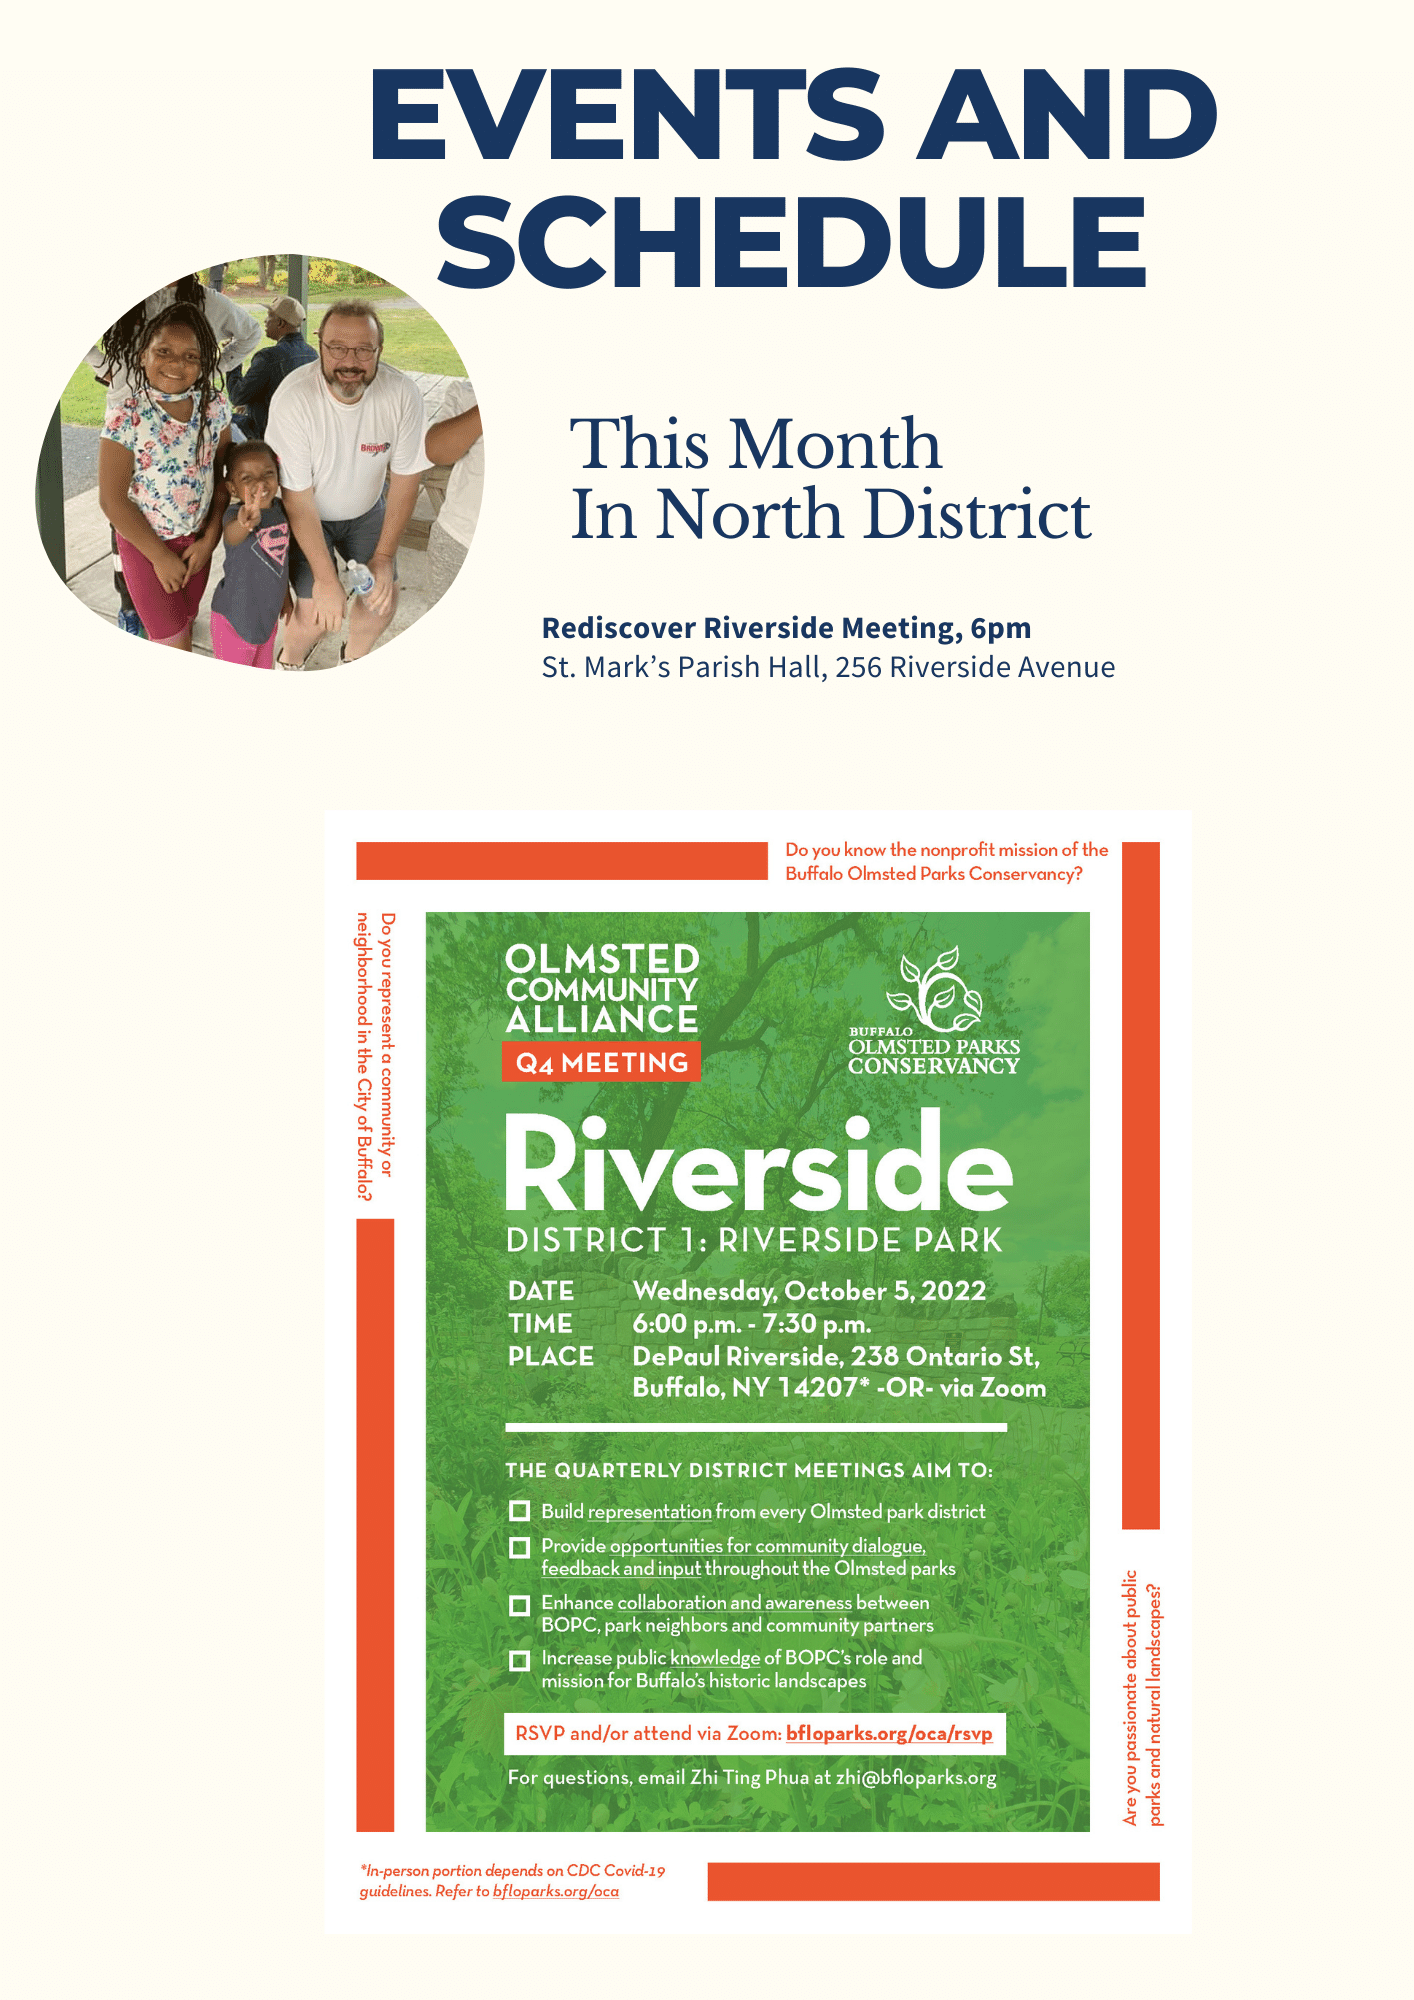 EVENTS AND
SCHEDULE
This Month
In North District
Rediscover Riverside Meeting, 6pm
St. Mark's Parish Hall, 256 Riverside Avenue
Do you know the nonprofit mission of the
Buffalo Olmsted Parks Conservancy?
Do you represent a community or
neighborhood in the City of Buffalo?
OLMSTED
COMMUNITY
ALLIANCE
Q4 MEETING
BUFFALO
OLMSTED PARKS
CONSERVANCY
Riverside
DISTRICT 1: RIVERSIDE PARK
DATE Wednesday, October 5, 2022
TIME 6:00 p.m. - 7:30 p.m.
PLACE DePaul Riverside, 238 Ontario St,
Buffalo, NY 14207* -OR- via Zoom
THE QUARTERLY DISTRICT MEETINGS AIM TO:
Build representation from every Olmsted park district
Provide opportunities for community dialogue,
feedback and input throughout the Olmsted parks
Enhance collaboration and awareness between
BOPC, park neighbors and community partners
Increase public knowledge of BOPC's role and
mission for Buffalo's historic landscapes
RSVP and/or attend via Zoom: bfloparks.org/oca/rsvp
For questions, email Zhi Ting Phua at zhi@bfloparks.org
Are you passionate about public
parks and natural landscapes?
*In-person portion depends on CDC Covid-19
guidelines. Refer to bfloparks.org/oca